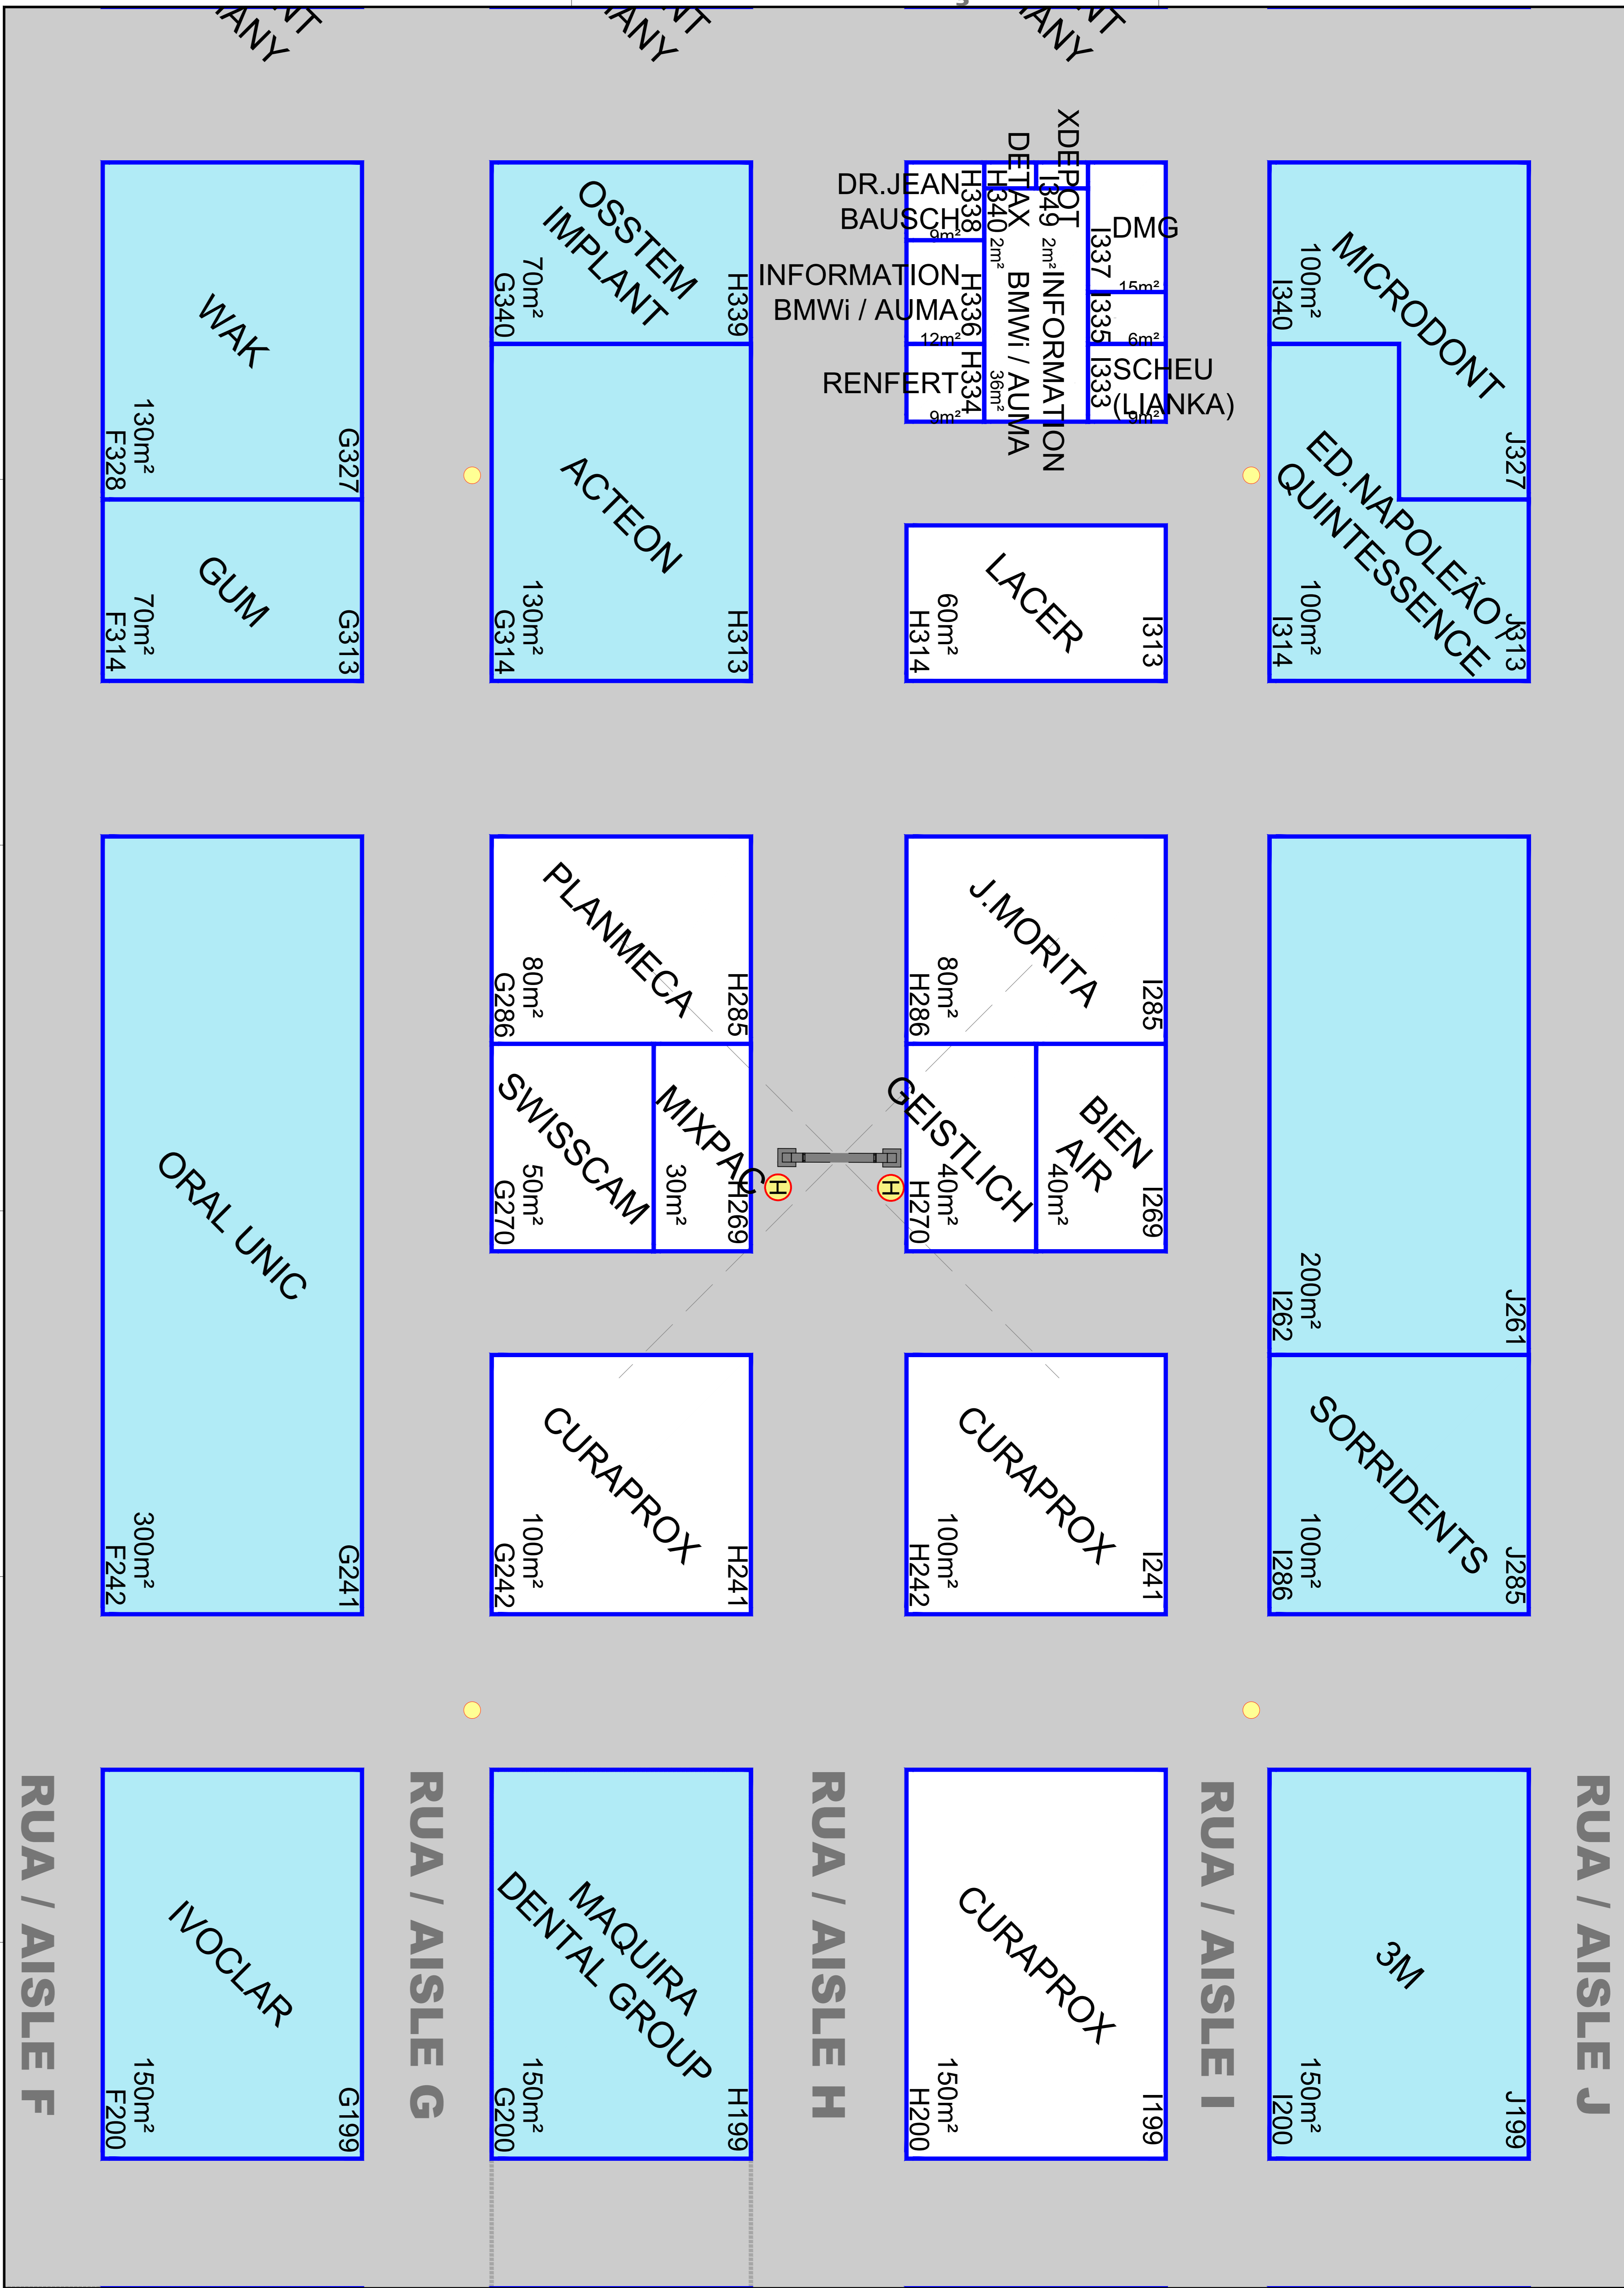 ANY
ANY
ANY
WAK
130m²
F328
G327
GUM
70m²
F314
G313
OSSTEM
IMPLANT
70m²
G340
H339
ACTEON
130m²
G314
H313
DR.JEAN
BAUSCH
H338
9m²
INFORMATION
BMWi / AUMA
H336
12m²
RENFERT
H334
9m²
DETAX
H340
2m²
XDEPOT
I349
2m²
INFORMATION
BMWi / AUMA
36m²
DMG
I337
15m²
I335
6m²
SCHEU
(LIANKA)
I333
9m²
LACER
60m²
H314
I313
MICRODONT
100m²
I340
J327
ED.NAPOLEÃO /
QUINTESSENCE
100m²
I314
J313
ORAL UNIC
300m²
F242
G241
PLANMECA
80m²
G286
H285
SWISSCAM
50m²
G270
MIXPAC
30m²
H269
H
H
J.MORITA
80m²
H286
I285
GEISTLICH
40m²
H270
BIEN
AIR
40m²
I269
200m²
I262
J261
CURAPROX
100m²
G242
H241
CURAPROX
100m²
H242
I241
SORRIDENTS
100m²
I286
J285
RUA / AISLE F
IVOCLAR
150m²
F200
G199
RUA / AISLE G
MAQUIRA
DENTAL GROUP
150m²
G200
H199
RUA / AISLE H
CURAPROX
150m²
H200
I199
RUA / AISLE I
3M
150m²
I200
J199
RUA / AISLE J